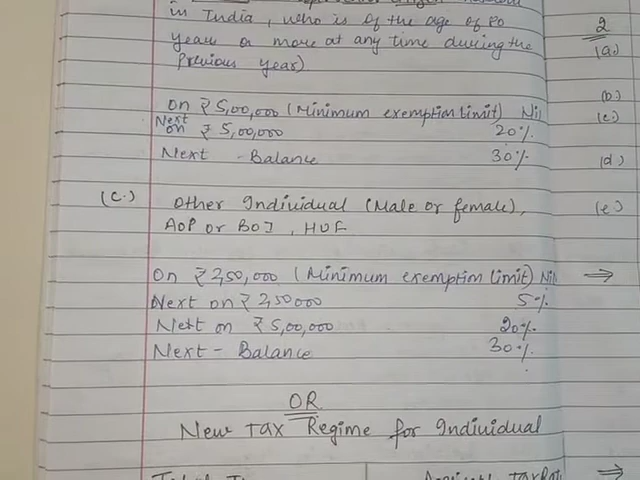 in India, who is of the age of 80
years or more at any time during the
Previous year)
On ₹5,00,000 (Minimum exemption limit) Nil
Next
on ₹5,00,000 20%
Next - Balance 30%
(C.) Other Individual (Male or female),
AOP or BOI, HUF
On ₹2,50,000 (Minimum exemption limit) Nil
Next on ₹2,50000 5%
Next on ₹5,00,000 20%
Next - Balance 30%
OR
New Tax Regime for Individual
2
(a)
(b)
(c)
(d)
(e)